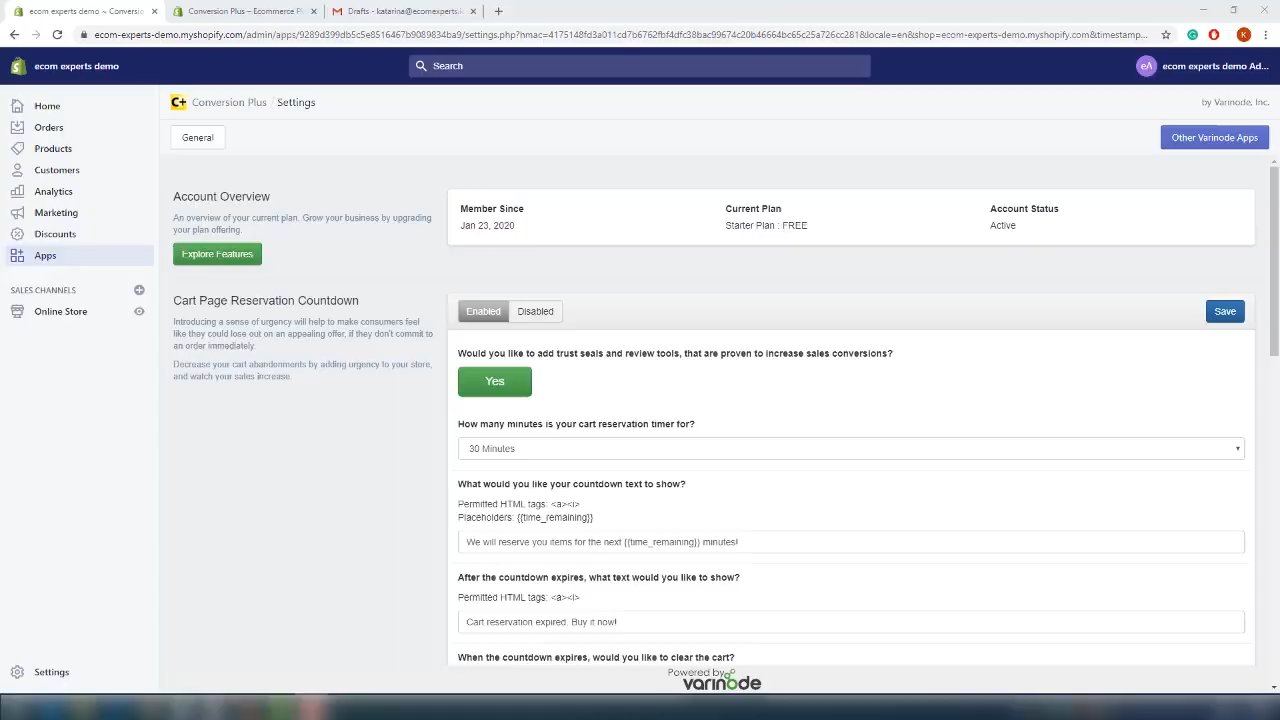 ecom experts demo ~ Conversio
Conversion Plus – Ecommerce Pl
Drafts - katarina@ecomexperts.i
ecom-experts-demo.myshopify.com/admin/apps/9289d399db5c5e8516467b9089834ba9/settings.php?hmac=4175148fd3a011cd7b6762fbf4dfc38bac99674c20b46464bc65c25a726cc281&locale=en&shop=ecom-experts-demo.myshopify.com&timestamp...
K
ecom experts demo
Search
eA
ecom experts demo Ad...
Home
Orders
Products
Customers
Analytics
Marketing
Discounts
Apps
SALES CHANNELS
Online Store
Settings
C+ Conversion Plus / Settings
by Varinode, Inc.
General
Other Varinode Apps
Account Overview
An overview of your current plan. Grow your business by upgrading
your plan offering.
Explore Features
Member Since
Jan 23, 2020
Current Plan
Starter Plan : FREE
Account Status
Active
Cart Page Reservation Countdown
Introducing a sense of urgency will help to make consumers feel
like they could lose out on an appealing offer, if they don't commit to
an order immediately.
Decrease your cart abandonments by adding urgency to your store,
and watch your sales increase.
Enabled
Disabled
Save
Would you like to add trust seals and review tools, that are proven to increase sales conversions?
Yes
How many minutes is your cart reservation timer for?
30 Minutes
What would you like your countdown text to show?
Permitted HTML tags: <a><i>
Placeholders: {{time_remaining}}
We will reserve you items for the next {{time_remaining}} minutes!
After the countdown expires, what text would you like to show?
Permitted HTML tags: <a><i>
Cart reservation expired. Buy it now!
When the countdown expires, would you like to clear the cart?
Powered by
varinode